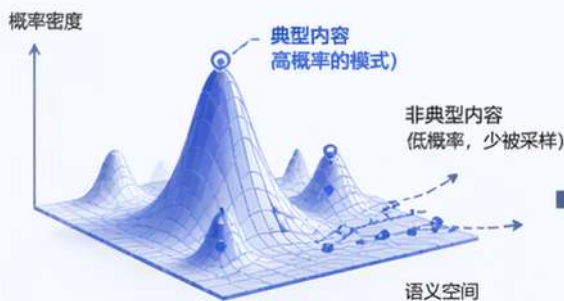 概率密度
典型内容
高概率的模式)
非典型内容
(低概率，少被采样)
语义空间